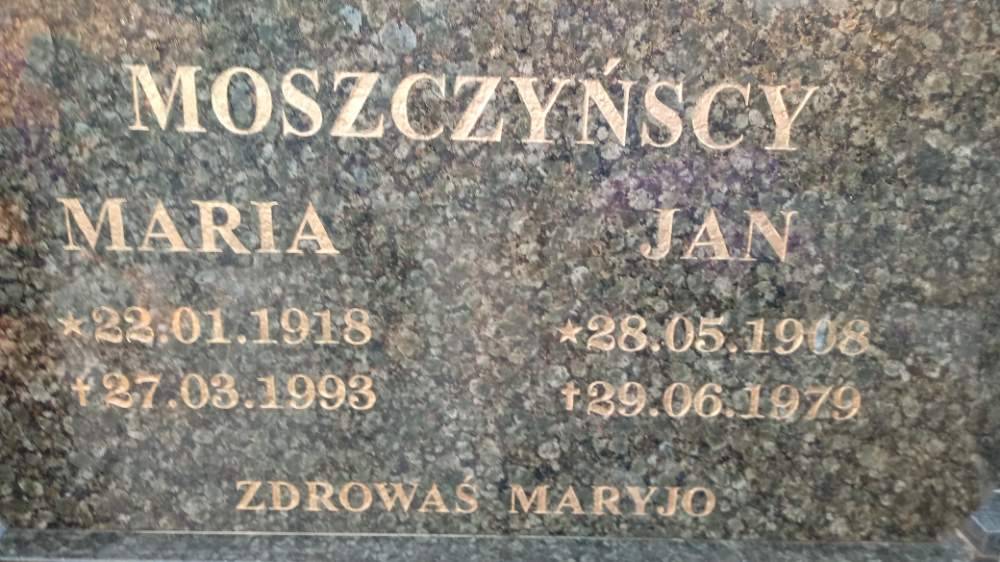 MOSZCZYŃSCY
MARIA JAN
*22.01.1918 *28.05.1908
†27.03.1993 †29.06.1979
ZDROWAŚ MARYJO